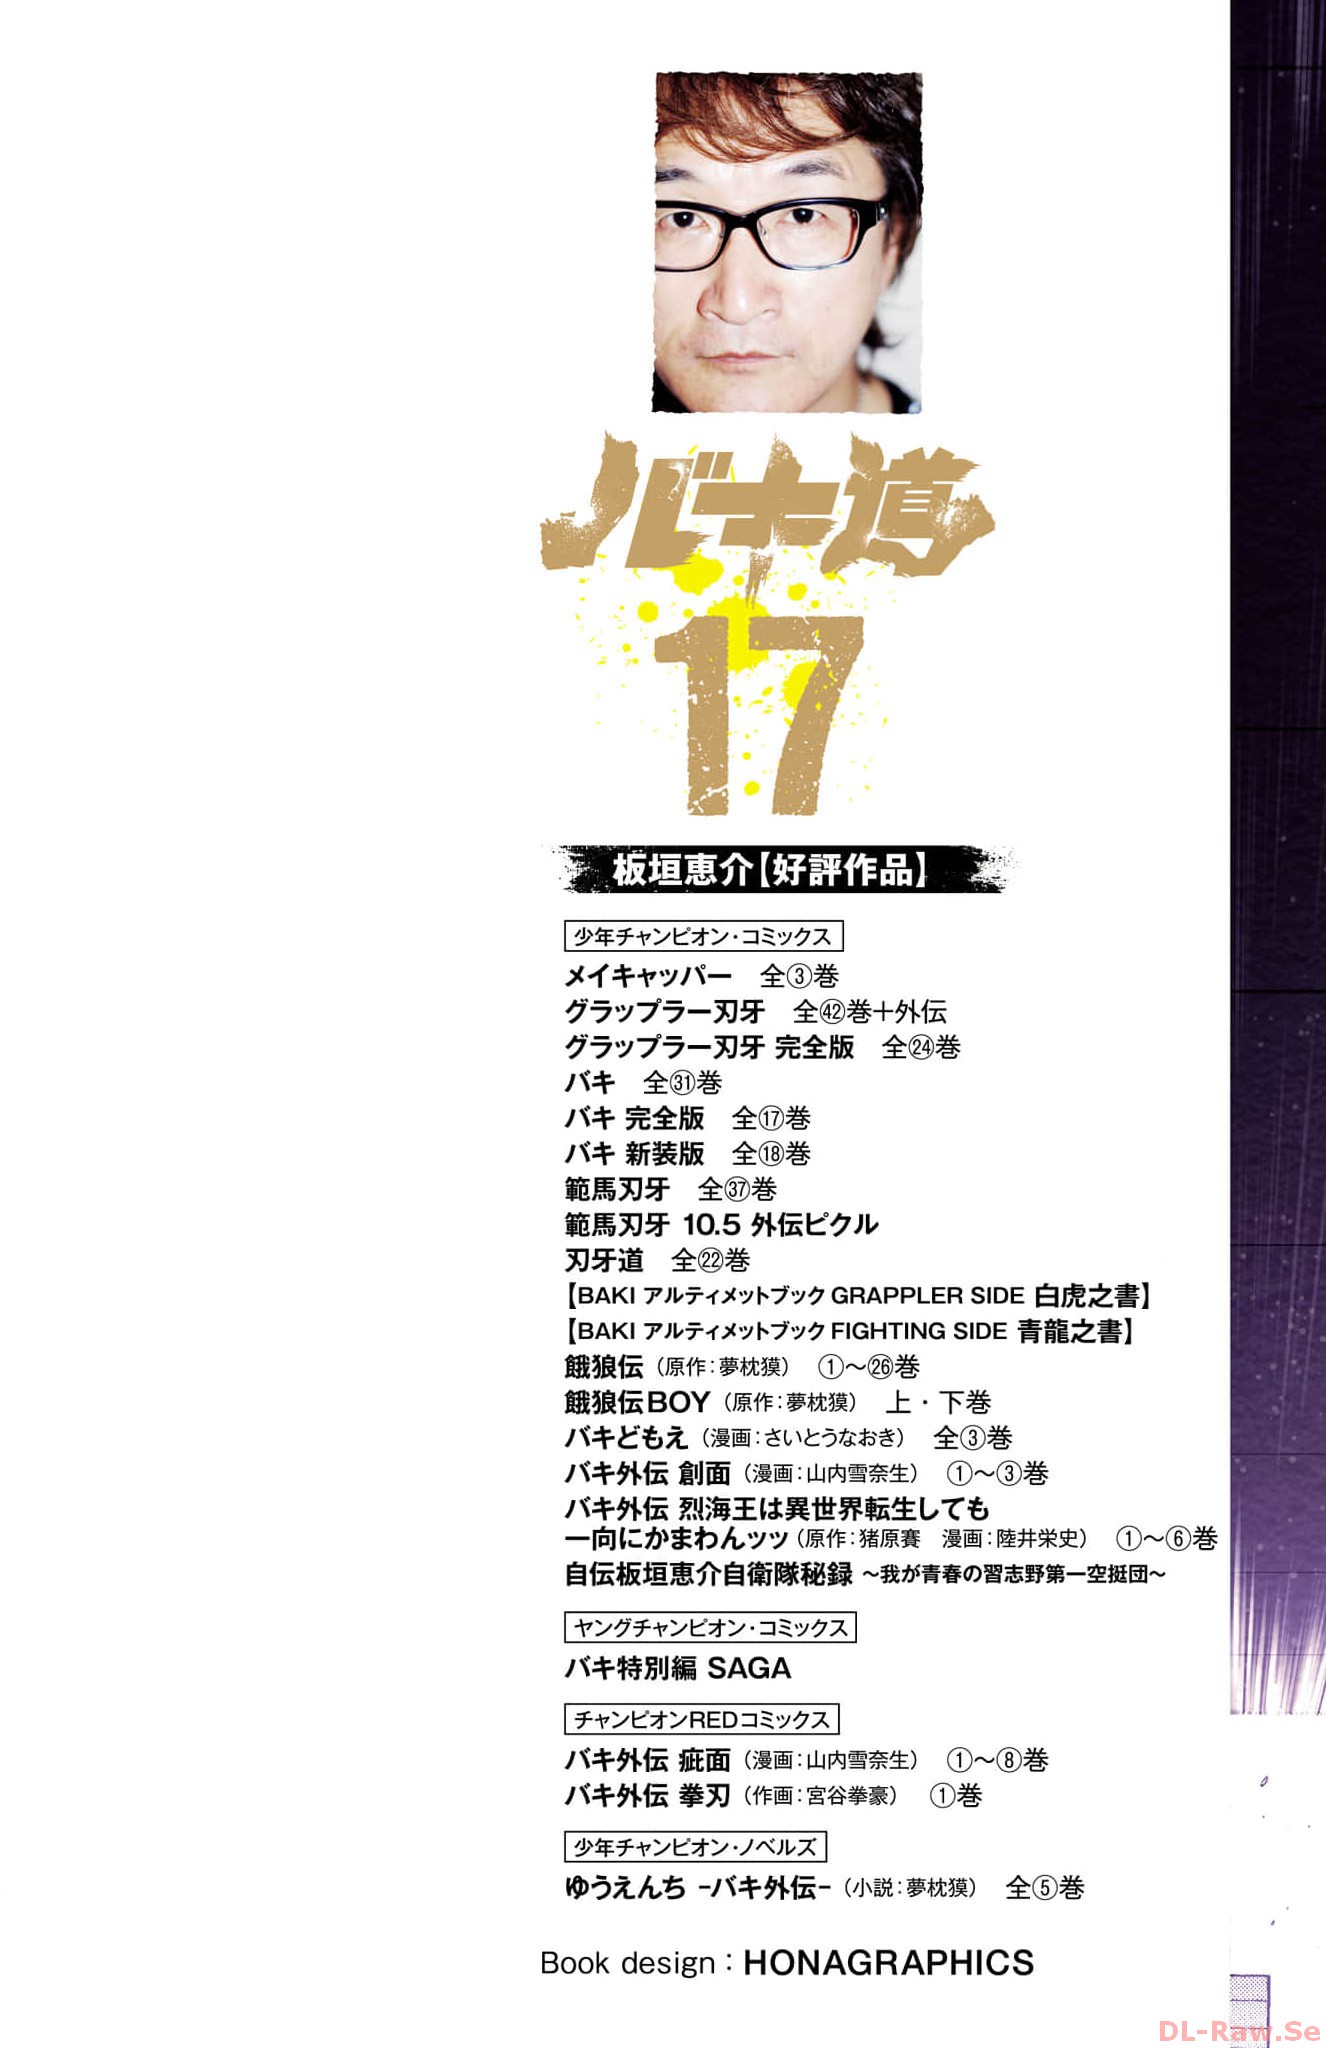 バキ道
17
板垣恵介【好評作品】
少年チャンピオン・コミックス
メイキャッパー 全③巻
グラップラー刃牙 全㊷巻＋外伝
グラップラー刃牙 完全版 全㉔巻
バキ 全㉛巻
バキ 完全版 全⑰巻
バキ 新装版 全⑱巻
範馬刃牙 全㊲巻
範馬刃牙 10.5 外伝ピクル
刃牙道 全㉒巻
【BAKI アルティメットブック GRAPPLER SIDE 白虎之書】
【BAKI アルティメットブック FIGHTING SIDE 青龍之書】
餓狼伝（原作：夢枕獏） ①〜㉖巻
餓狼伝BOY（原作：夢枕獏） 上・下巻
バキどもえ（漫画：さいとうなおき） 全③巻
バキ外伝 創面（漫画：山内雪奈生） ①〜③巻
バキ外伝 烈海王は異世界転生しても
一向にかまわんッッ（原作：猪原賽 漫画：陸井栄史） ①〜⑥巻
自伝板垣恵介自衛隊秘録 〜我が青春の習志野第一空挺団〜
ヤングチャンピオン・コミックス
バキ特別編 SAGA
チャンピオンREDコミックス
バキ外伝 疵面（漫画：山内雪奈生） ①〜⑧巻
バキ外伝 拳刃（作画：宮谷拳豪） ①巻
少年チャンピオン・ノベルズ
ゆうえんち -バキ外伝-（小説：夢枕獏） 全⑤巻
Book design：HONAGRAPHICS
DL-Raw.Se